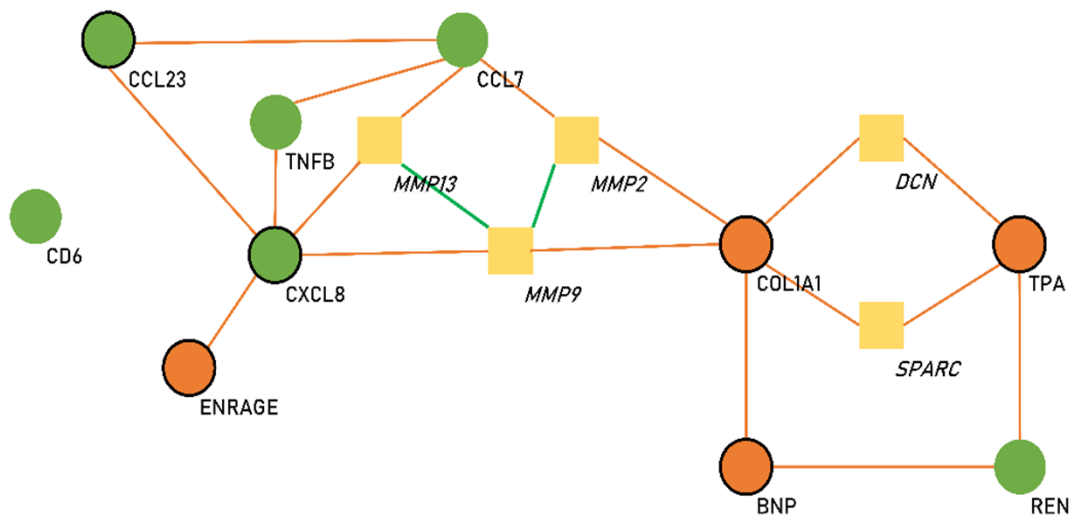 CCL23
CCL7
TNFB
MMP13
MMP2
DCN
CD6
CXCL8
MMP9
COL1A1
TPA
SPARC
ENRAGE
BNP
REN